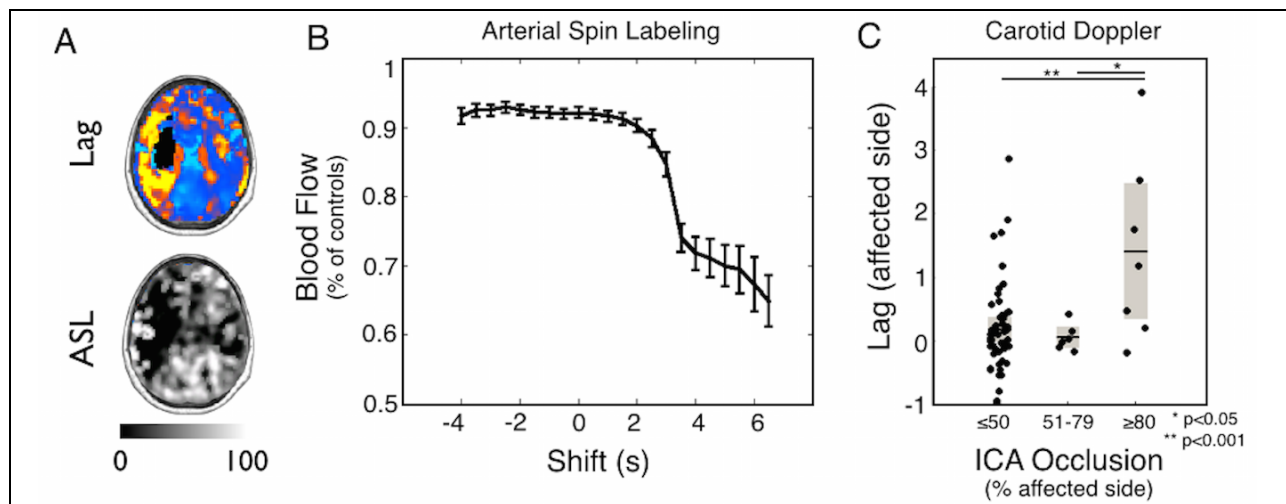 A
Lag
ASL
0 100
B
Arterial Spin Labeling
Blood Flow
(% of controls)
1
0.9
0.8
0.7
0.6
0.5
-4 -2 0 2 4 6
Shift (s)
C
Carotid Doppler
** *
Lag (affected side)
4
3
2
1
0
-1
≤50 51-79 ≥80
* p<0.05
** p<0.001
ICA Occlusion
(% affected side)